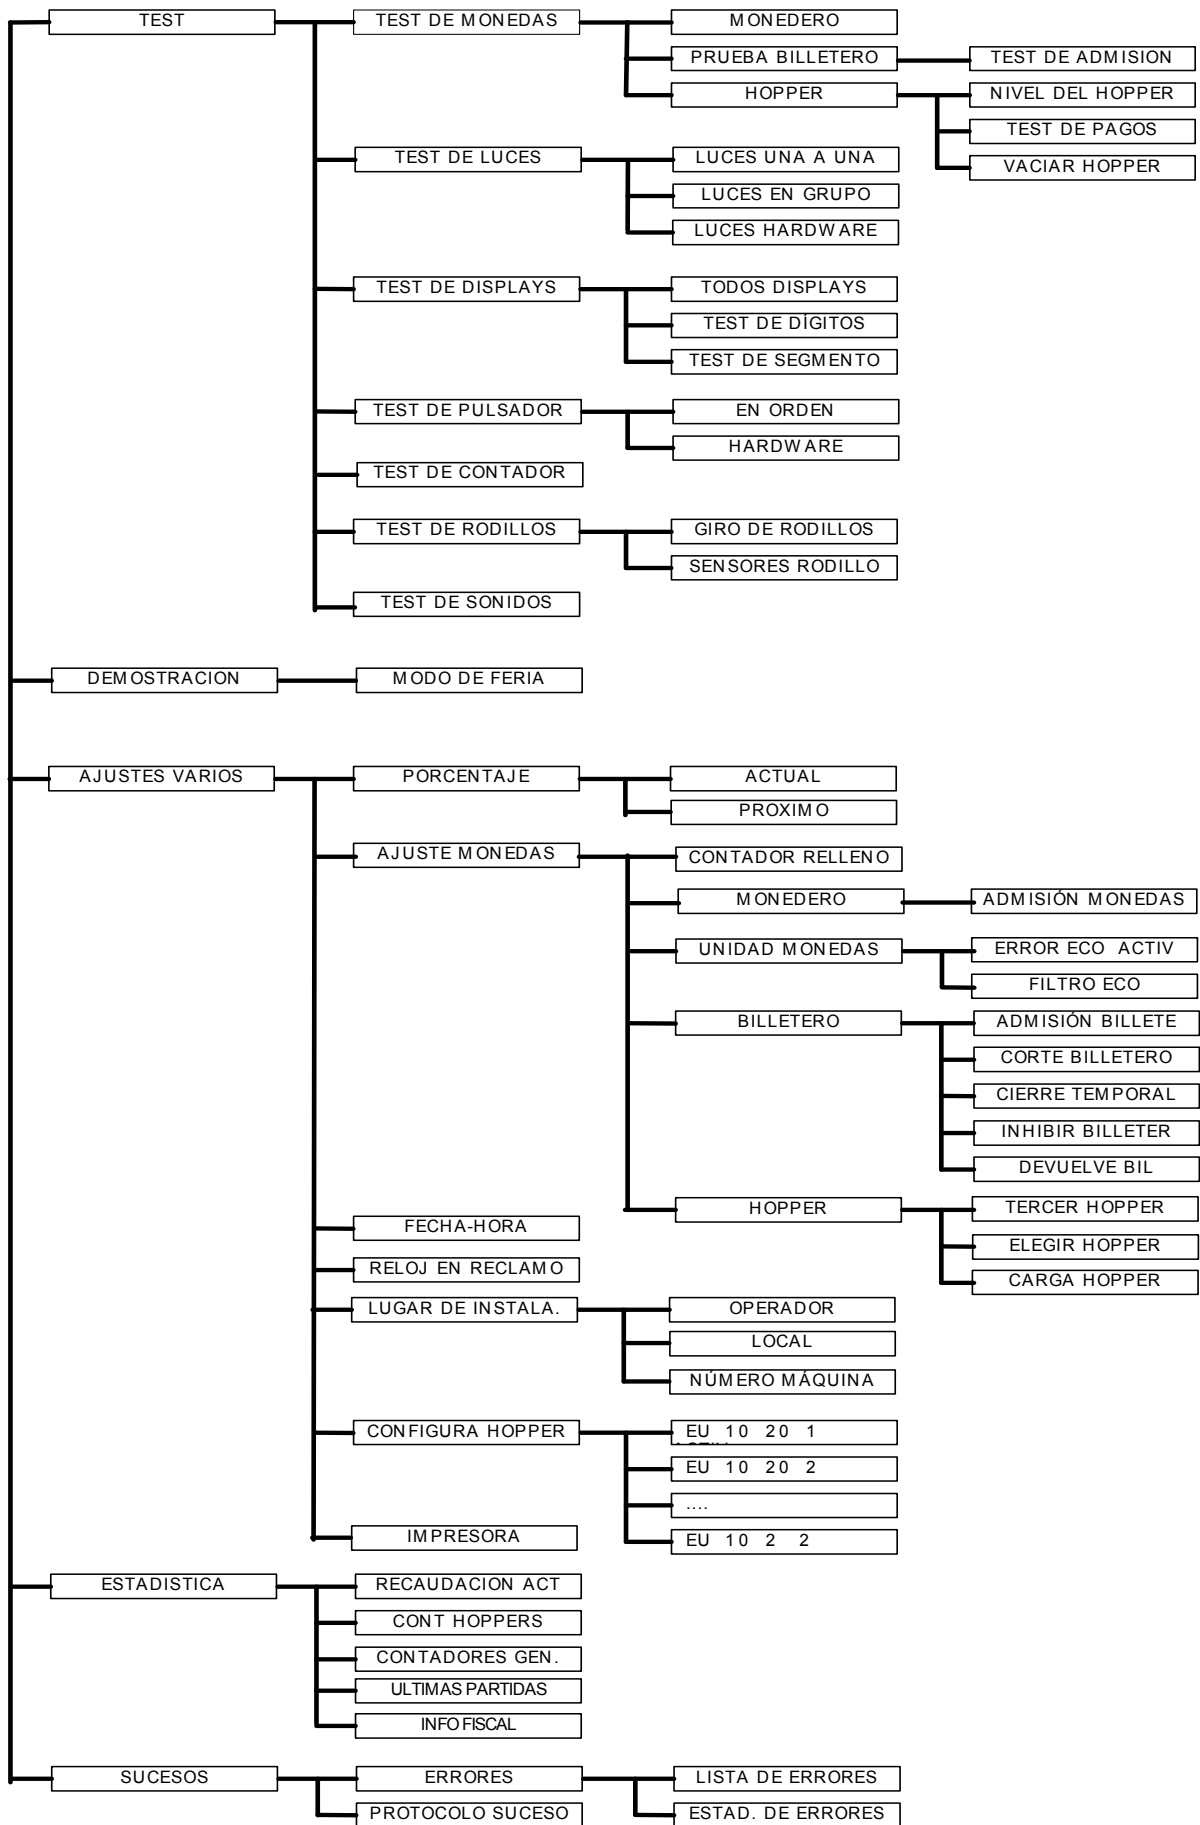 TEST
TEST DE MONEDAS
MONEDERO
PRUEBA BILLETERO
TEST DE ADMISION
HOPPER
NIVEL DEL HOPPER
TEST DE PAGOS
VACIAR HOPPER
TEST DE LUCES
LUCES UNA A UNA
LUCES EN GRUPO
LUCES HARDWARE
TEST DE DISPLAYS
TODOS DISPLAYS
TEST DE DÍGITOS
TEST DE SEGMENTO
TEST DE PULSADOR
EN ORDEN
HARDWARE
TEST DE CONTADOR
TEST DE RODILLOS
GIRO DE RODILLOS
SENSORES RODILLO
TEST DE SONIDOS
DEMOSTRACION
MODO DE FERIA
AJUSTES VARIOS
PORCENTAJE
ACTUAL
PROXIMO
AJUSTE MONEDAS
CONTADOR RELLENO
MONEDERO
ADMISIÓN MONEDAS
UNIDAD MONEDAS
ERROR ECO ACTIV
FILTRO ECO
BILLETERO
ADMISIÓN BILLETE
CORTE BILLETERO
CIERRE TEMPORAL
INHIBIR BILLETER
DEVUELVE BIL
HOPPER
TERCER HOPPER
ELEGIR HOPPER
CARGA HOPPER
FECHA-HORA
RELOJ EN RECLAMO
LUGAR DE INSTALA.
OPERADOR
LOCAL
NÚMERO MÁQUINA
CONFIGURA HOPPER
EU 10 20 1
EU 10 20 2
....
EU 10 2 2
IMPRESORA
ESTADISTICA
RECAUDACION ACT
CONT HOPPERS
CONTADORES GEN.
ULTIMAS PARTIDAS
INFO FISCAL
SUCESOS
ERRORES
LISTA DE ERRORES
ESTAD. DE ERRORES
PROTOCOLO SUCESO